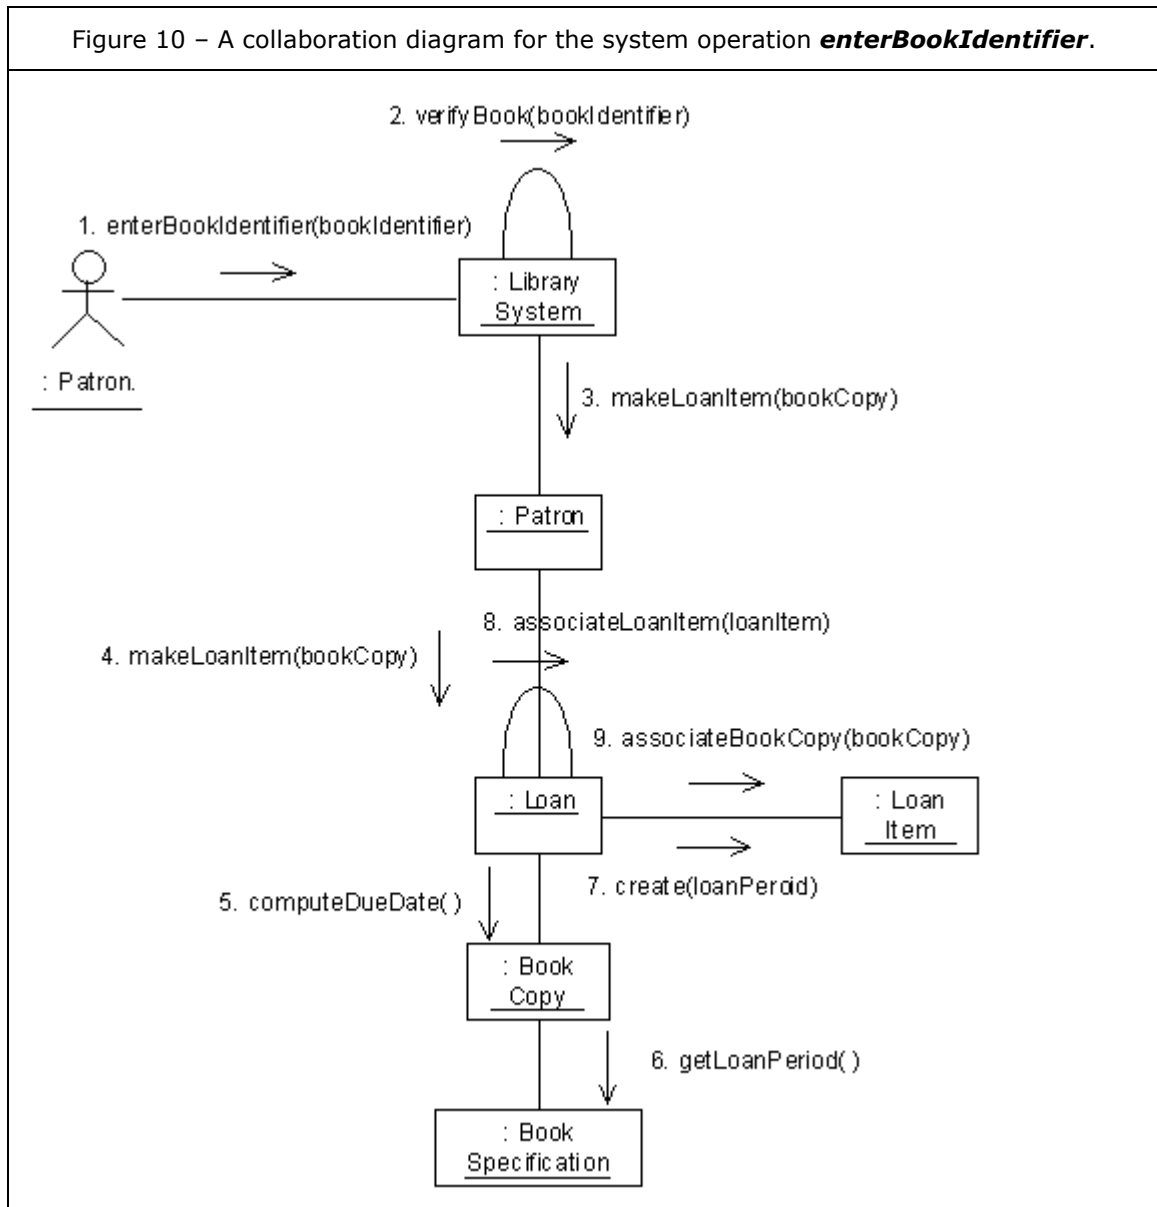 Figure 10 – A collaboration diagram for the system operation enterBookIdentifier.
2. verifyBook(bookIdentifier)
1. enterBookIdentifier(bookIdentifier)
: Library
System
: Patron.
3. makeLoanItem(bookCopy)
: Patron
8. associateLoanItem(loanItem)
4. makeLoanItem(bookCopy)
9. associateBookCopy(bookCopy)
: Loan
: Loan
Item
7. create(loanPeroid)
5. computeDueDate( )
: Book
Copy
6. getLoanPeriod( )
: Book
Specification